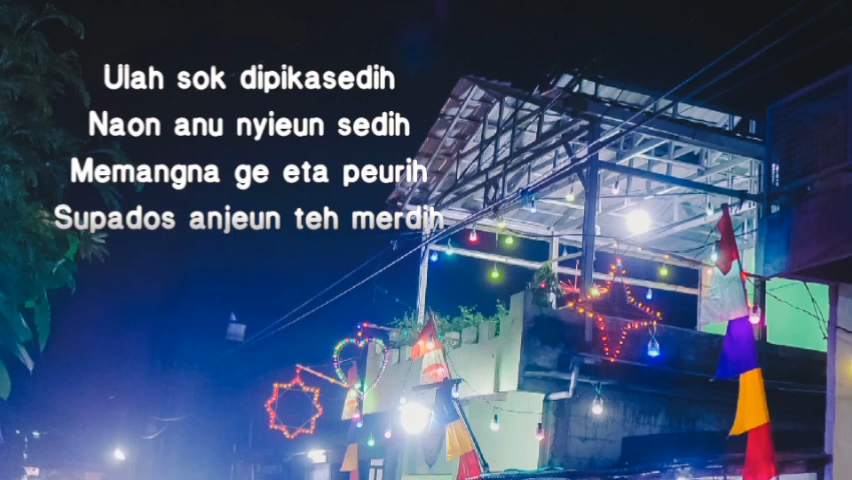 Ulah sok dipikasedih
Naon anu nyieun sedih
Memangna ge eta peurih
Supados anjeun teh merdih